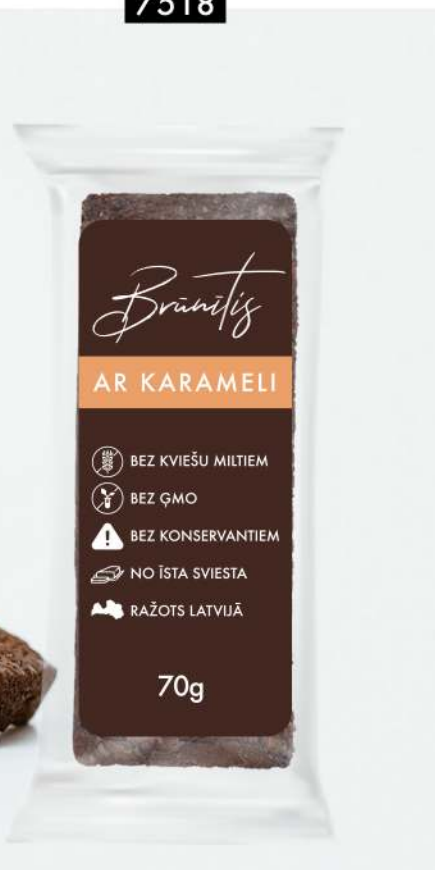 7518
Brūnītis
AR KARAMELI
BEZ KVIEŠU MILTIEM
BEZ ĢMO
BEZ KONSERVANTIEM
NO ĪSTA SVIESTA
RAŽOTS LATVIJĀ
70g